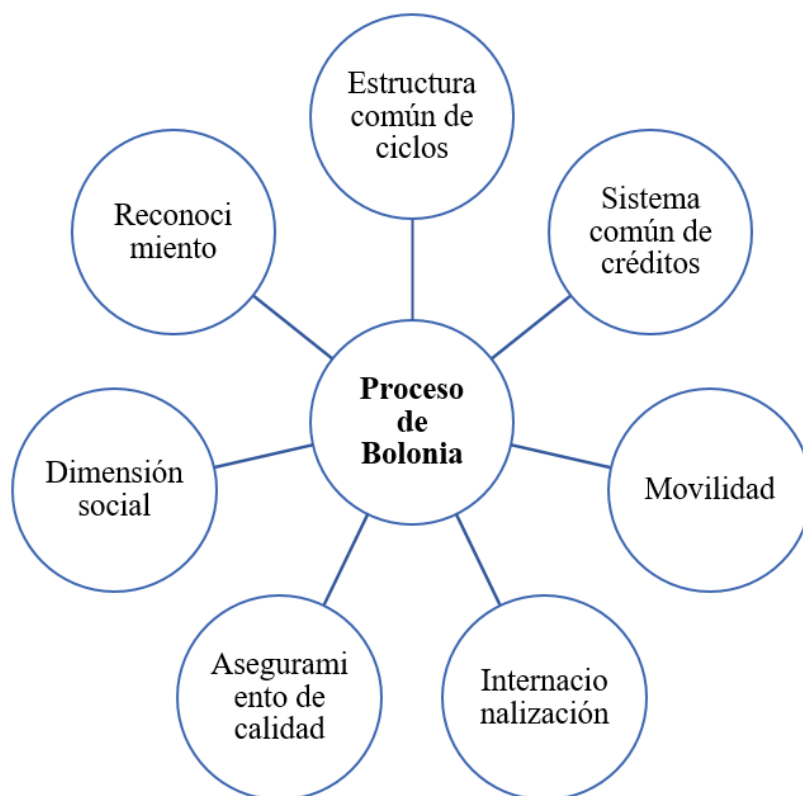 Estructura
común de
ciclos
Sistema
común de
créditos
Movilidad
Internacio
nalización
Asegurami
ento de
calidad
Dimensión
social
Reconoci
miento
Proceso
de
Bolonia